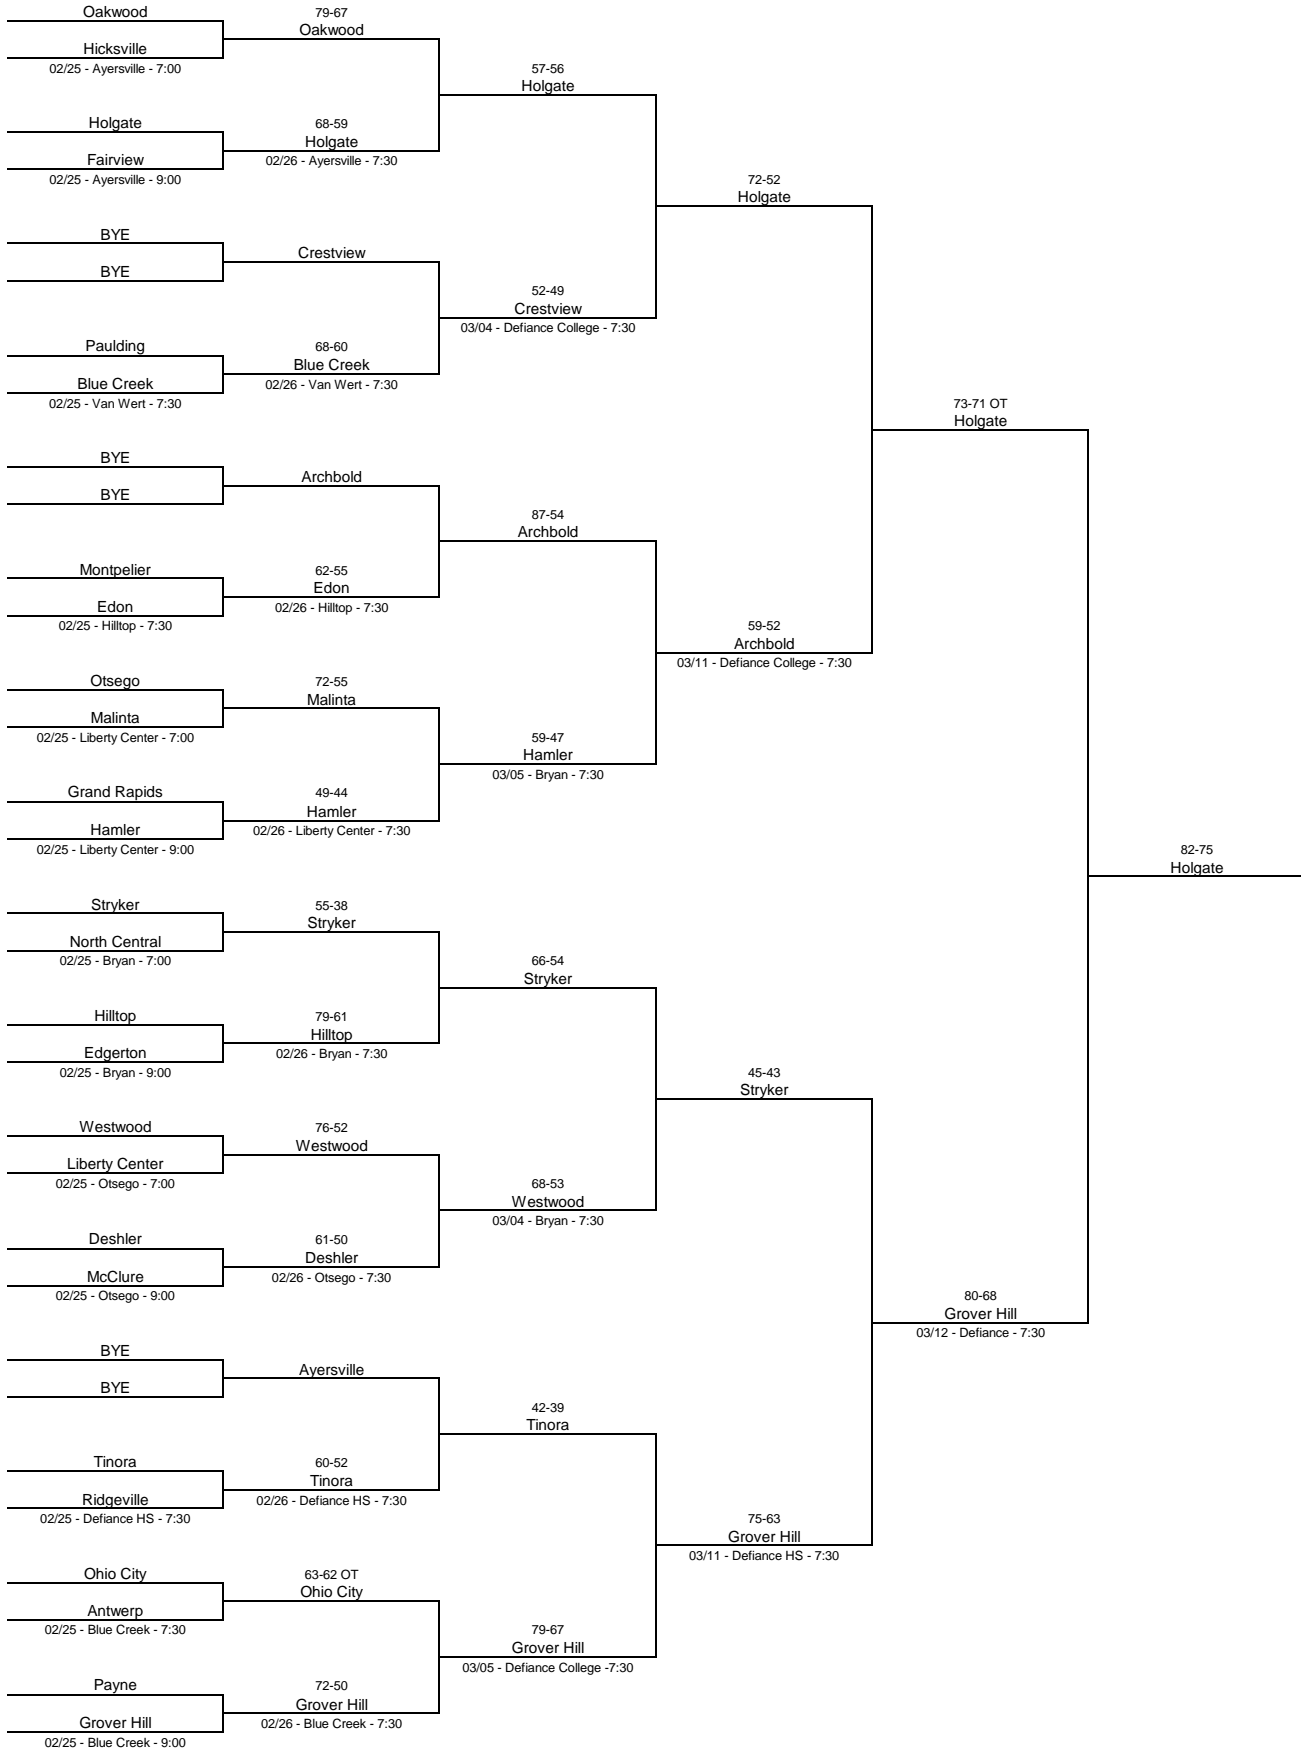 Oakwood
Hicksville
02/25 - Ayersville - 7:00
Holgate
Fairview
02/25 - Ayersville - 9:00
BYE
BYE
Paulding
Blue Creek
02/25 - Van Wert - 7:30
BYE
BYE
Montpelier
Edon
02/25 - Hilltop - 7:30
Otsego
Malinta
02/25 - Liberty Center - 7:00
Grand Rapids
Hamler
02/25 - Liberty Center - 9:00
Stryker
North Central
02/25 - Bryan - 7:00
Hilltop
Edgerton
02/25 - Bryan - 9:00
Westwood
Liberty Center
02/25 - Otsego - 7:00
Deshler
McClure
02/25 - Otsego - 9:00
BYE
BYE
Tinora
Ridgeville
02/25 - Defiance HS - 7:30
Ohio City
Antwerp
02/25 - Blue Creek - 7:30
Payne
Grover Hill
02/25 - Blue Creek - 9:00
79-67
Oakwood
68-59
Holgate
02/26 - Ayersville - 7:30
Crestview
68-60
Blue Creek
02/26 - Van Wert - 7:30
Archbold
62-55
Edon
02/26 - Hilltop - 7:30
72-55
Malinta
49-44
Hamler
02/26 - Liberty Center - 7:30
55-38
Stryker
79-61
Hilltop
02/26 - Bryan - 7:30
76-52
Westwood
61-50
Deshler
02/26 - Otsego - 7:30
Ayersville
60-52
Tinora
02/26 - Defiance HS - 7:30
63-62 OT
Ohio City
72-50
Grover Hill
02/26 - Blue Creek - 7:30
57-56
Holgate
52-49
Crestview
03/04 - Defiance College - 7:30
87-54
Archbold
59-47
Hamler
03/05 - Bryan - 7:30
66-54
Stryker
68-53
Westwood
03/04 - Bryan - 7:30
42-39
Tinora
79-67
Grover Hill
03/05 - Defiance College -7:30
72-52
Holgate
59-52
Archbold
03/11 - Defiance College - 7:30
45-43
Stryker
75-63
Grover Hill
03/11 - Defiance HS - 7:30
73-71 OT
Holgate
80-68
Grover Hill
03/12 - Defiance - 7:30
82-75
Holgate